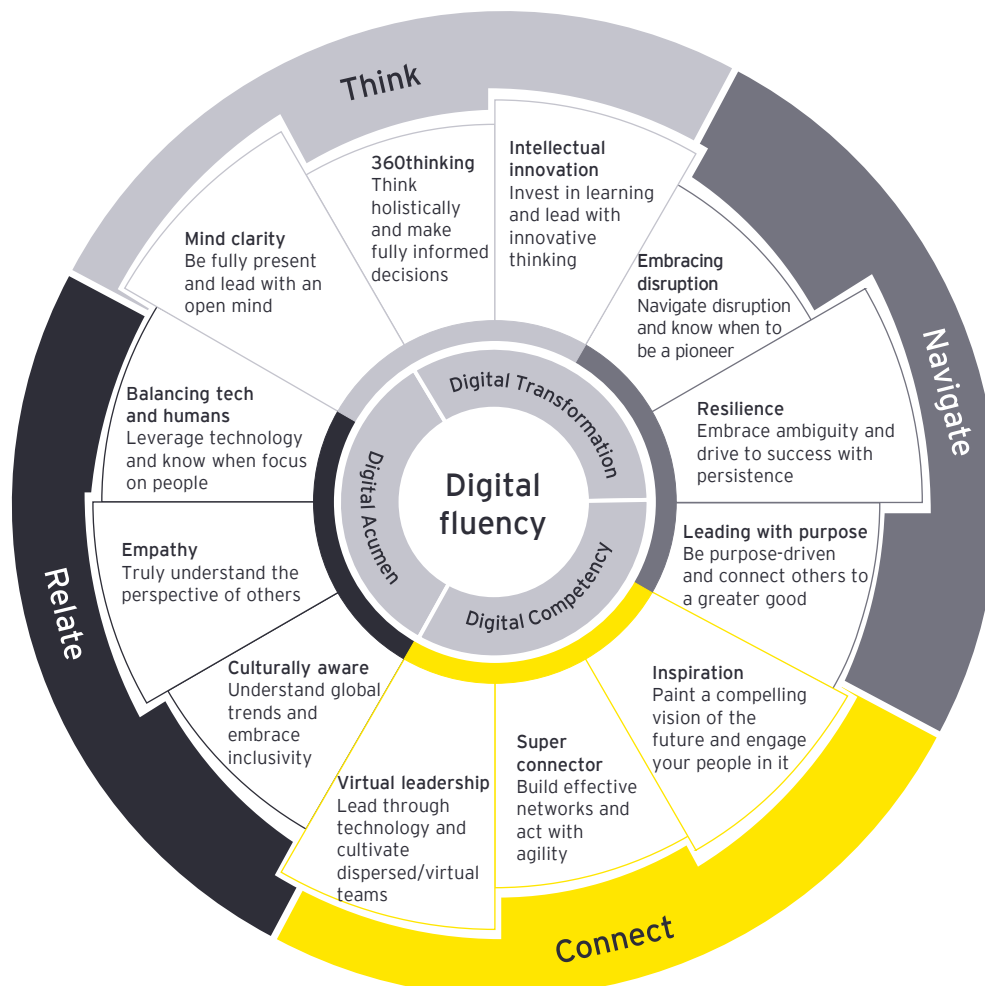 Think
Mind clarity
Be fully present
and lead with an
open mind
360thinking
Think
holistically
and make
fully informed
decisions
Intellectual
innovation
Invest in learning
and lead with
innovative
thinking
Navigate
Embracing
disruption
Navigate disruption
and know when to
be a pioneer
Resilience
Embrace ambiguity and
drive to success with
persistence
Leading with purpose
Be purpose-driven
and connect others to
a greater good
Connect
Inspiration
Paint a compelling
vision of the
future and engage
your people in it
Super
connector
Build effective
networks and
act with
agility
Virtual leadership
Lead through
technology and
cultivate
dispersed/virtual
teams
Relate
Culturally aware
Understand global
trends and
embrace
inclusivity
Empathy
Truly understand the
perspective of others
Balancing tech
and humans
Leverage technology
and know when focus
on people
Digital Transformation
Digital Competency
Digital Acumen
Digital
fluency